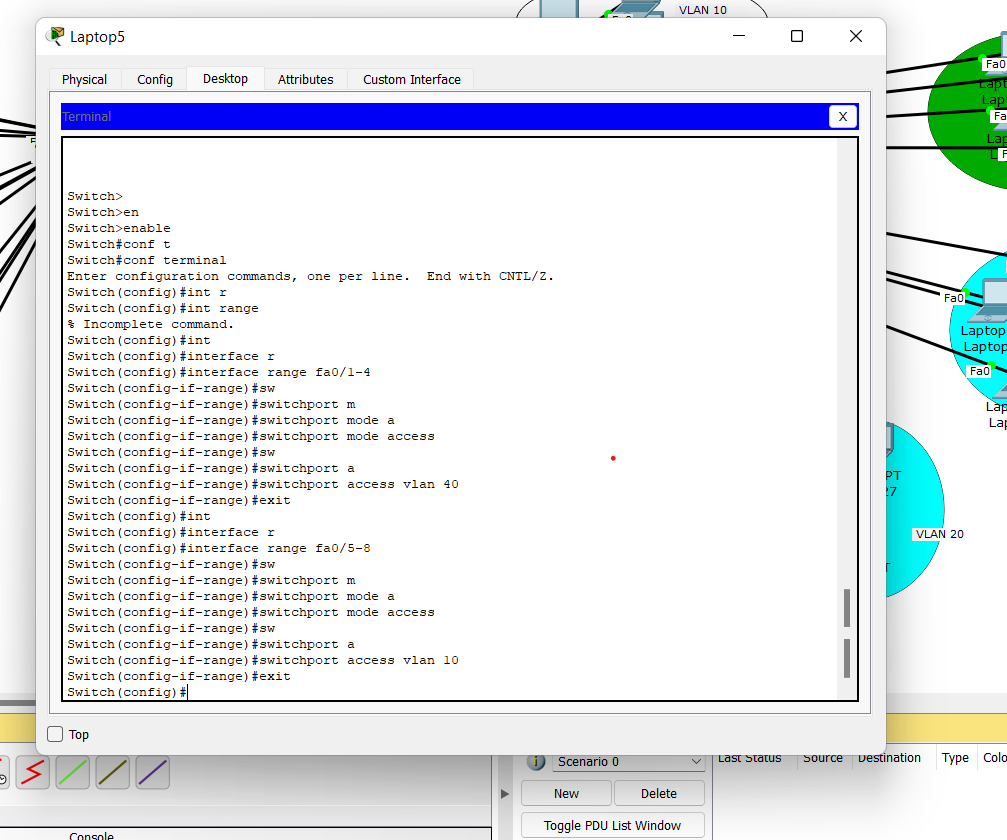 VLAN 10
Laptop5
Physical
Config
Desktop
Attributes
Custom Interface
Terminal
X
Switch>
Switch>en
Switch>enable
Switch#conf t
Switch#conf terminal
Enter configuration commands, one per line.  End with CNTL/Z.
Switch(config)#int r
Switch(config)#int range
% Incomplete command.
Switch(config)#int
Switch(config)#interface r
Switch(config)#interface range fa0/1-4
Switch(config-if-range)#sw
Switch(config-if-range)#switchport m
Switch(config-if-range)#switchport mode a
Switch(config-if-range)#switchport mode access
Switch(config-if-range)#sw
Switch(config-if-range)#switchport a
Switch(config-if-range)#switchport access vlan 40
Switch(config-if-range)#exit
Switch(config)#int
Switch(config)#interface r
Switch(config)#interface range fa0/5-8
Switch(config-if-range)#sw
Switch(config-if-range)#switchport m
Switch(config-if-range)#switchport mode a
Switch(config-if-range)#switchport mode access
Switch(config-if-range)#sw
Switch(config-if-range)#switchport a
Switch(config-if-range)#switchport access vlan 10
Switch(config-if-range)#exit
Switch(config)#
Top
Fa0
Lapt
Lap
Fa
Lap
Fa0
Laptop
Laptop
Fa0
Lap
Lap
PT
27
VLAN 20
Scenario 0
New
Delete
Toggle PDU List Window
Last Status
Source
Destination
Type
Colo
Console